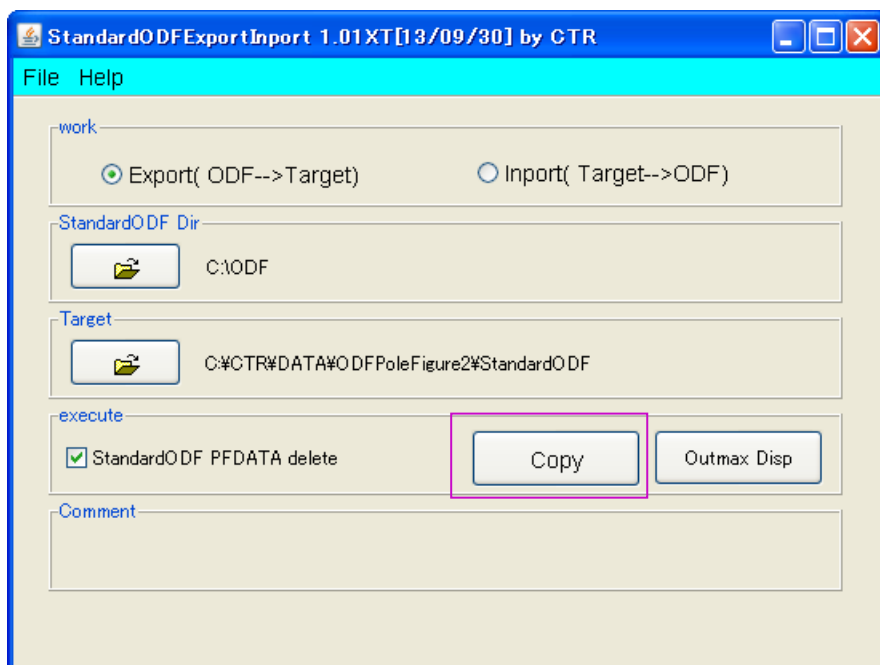 StandardODFExportInport 1.01XT[13/09/30] by CTR
File Help
work
Export( ODF-->Target) Inport( Target-->ODF)
StandardODF Dir
C:\ODF
Target
C:¥CTR¥DATA¥ODFPoleFigure2¥StandardODF
execute
StandardODF PFDATA delete Copy Outmax Disp
Comment